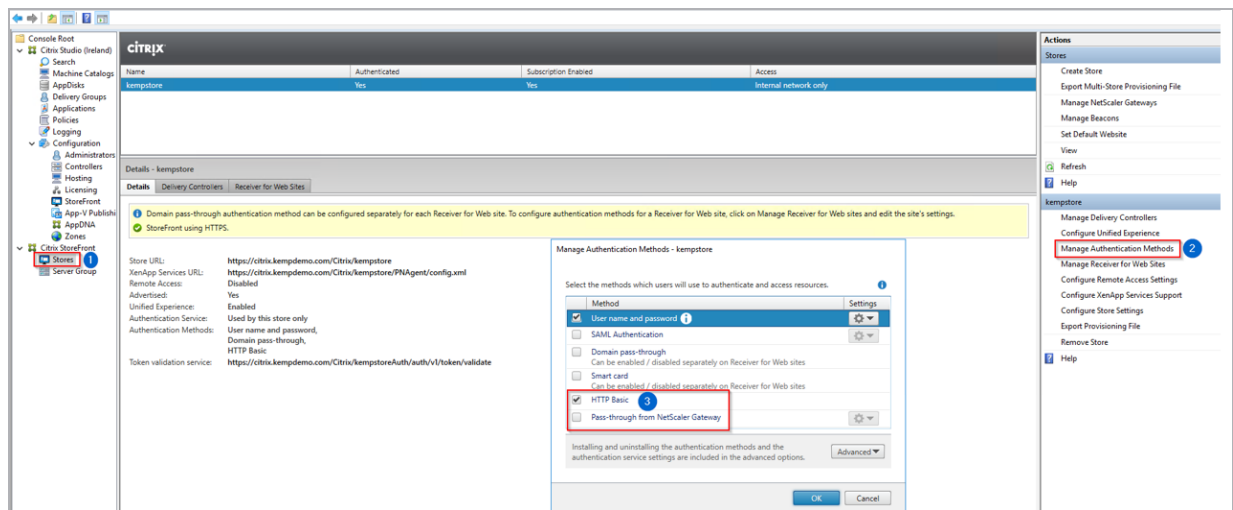 Console Root
Citrix Studio (Ireland)
Search
Machine Catalogs
AppDisks
Delivery Groups
Applications
Policies
Logging
Configuration
Administrators
Controllers
Hosting
Licensing
StoreFront
App-V Publishi
AppDNA
Zones
Citrix StoreFront
Stores 1
Server Group
CİTRIX
Name Authenticated Subscription Enabled Access
kempstore Yes Yes Internal network only
Details - kempstore
Details Delivery Controllers Receiver for Web Sites
Domain pass-through authentication method can be configured separately for each Receiver for Web site. To configure authentication methods for a Receiver for Web site, click on Manage Receiver for Web sites and edit the site's settings.
StoreFront using HTTPS.
Store URL: https://citrix.kempdemo.com/Citrix/kempstore
XenApp Services URL: https://citrix.kempdemo.com/Citrix/kempstore/PNAgent/config.xml
Remote Access: Disabled
Advertised: Yes
Unified Experience: Enabled
Authentication Service: Used by this store only
Authentication Methods: User name and password,
Domain pass-through,
HTTP Basic
Token validation service: https://citrix.kempdemo.com/Citrix/kempstoreAuth/auth/v1/token/validate
Manage Authentication Methods - kempstore
Select the methods which users will use to authenticate and access resources.
Method Settings
User name and password
SAML Authentication
Domain pass-through
Can be enabled / disabled separately on Receiver for Web sites
Smart card
Can be enabled / disabled separately on Receiver for Web sites
HTTP Basic 3
Pass-through from NetScaler Gateway
Installing and uninstalling the authentication methods and the
authentication service settings are included in the advanced options.
Advanced
OK Cancel
Actions
Stores
Create Store
Export Multi-Store Provisioning File
Manage NetScaler Gateways
Manage Beacons
Set Default Website
View
Refresh
Help
kempstore
Manage Delivery Controllers
Configure Unified Experience
Manage Authentication Methods 2
Manage Receiver for Web Sites
Configure Remote Access Settings
Configure XenApp Services Support
Configure Store Settings
Export Provisioning File
Remove Store
Help